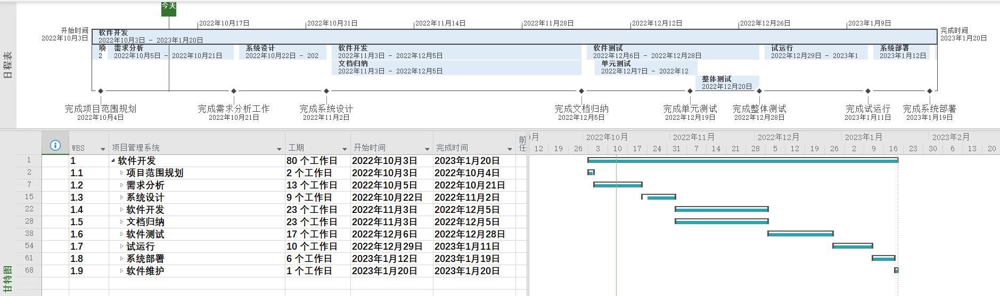 今天
2022年10月17日
2022年10月31日
2022年11月14日
2022年11月28日
2022年12月12日
2022年12月26日
2023年1月9日
开始时间
2022年10月3日
完成时间
2023年1月20日
软件开发
2022年10月3日 - 2023年1月20日
项
2
需求分析
2022年10月5日 - 2022年10月21日
系统设计
2022年10月22日 - 202
软件开发
2022年11月3日 - 2022年12月5日
软件测试
2022年12月6日 - 2022年12月28日
试运行
2022年12月29日 - 2023年1
系统部署
2023年1月12日
文档归纳
2022年11月3日 - 2022年12月5日
单元测试
2022年12月7日 - 2022年12
整体测试
2022年12月20日
日程表
完成项目范围规划
2022年10月4日
完成需求分析工作
2022年10月21日
完成系统设计
2022年11月2日
完成文档归纳
2022年12月5日
完成单元测试
2022年12月19日
完成整体测试
2022年12月28日
完成试运行
2023年1月11日
完成系统部署
2023年1月19日
WBS 项目管理系统 工期 开始时间 完成时间 前任
月 2022年10月 2022年11月 2022年12月 2023年1月 2023年2月
12 19 26 3 10 17 24 31 7 14 21 28 5 12 19 26 2 9 16 23 30 6 13 20
1 1 软件开发 80 个工作日 2022年10月3日 2023年1月20日
2 1.1 项目范围规划 2 个工作日 2022年10月3日 2022年10月4日
7 1.2 需求分析 13 个工作日 2022年10月5日 2022年10月21日
15 1.3 系统设计 9 个工作日 2022年10月22日 2022年11月2日
22 1.4 软件开发 23 个工作日 2022年11月3日 2022年12月5日
28 1.5 文档归纳 23 个工作日 2022年11月3日 2022年12月5日
38 1.6 软件测试 17 个工作日 2022年12月6日 2022年12月28日
54 1.7 试运行 10 个工作日 2022年12月29日 2023年1月11日
61 1.8 系统部署 6 个工作日 2023年1月12日 2023年1月19日
68 1.9 软件维护 1 个工作日 2023年1月20日 2023年1月20日
甘特图